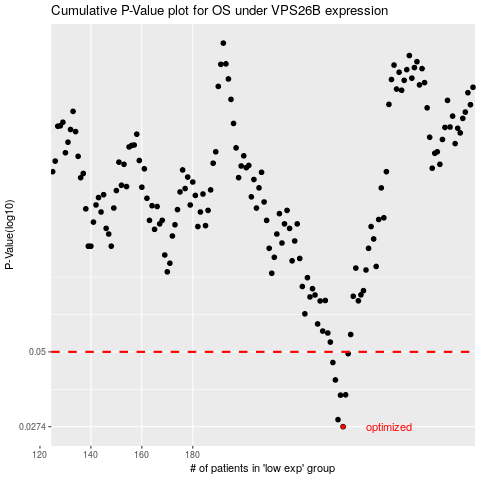 Cumulative P-Value plot for OS under VPS26B expression
P-Value(log10)
0.05
0.0274
optimized
120 140 160 180
# of patients in 'low exp' group